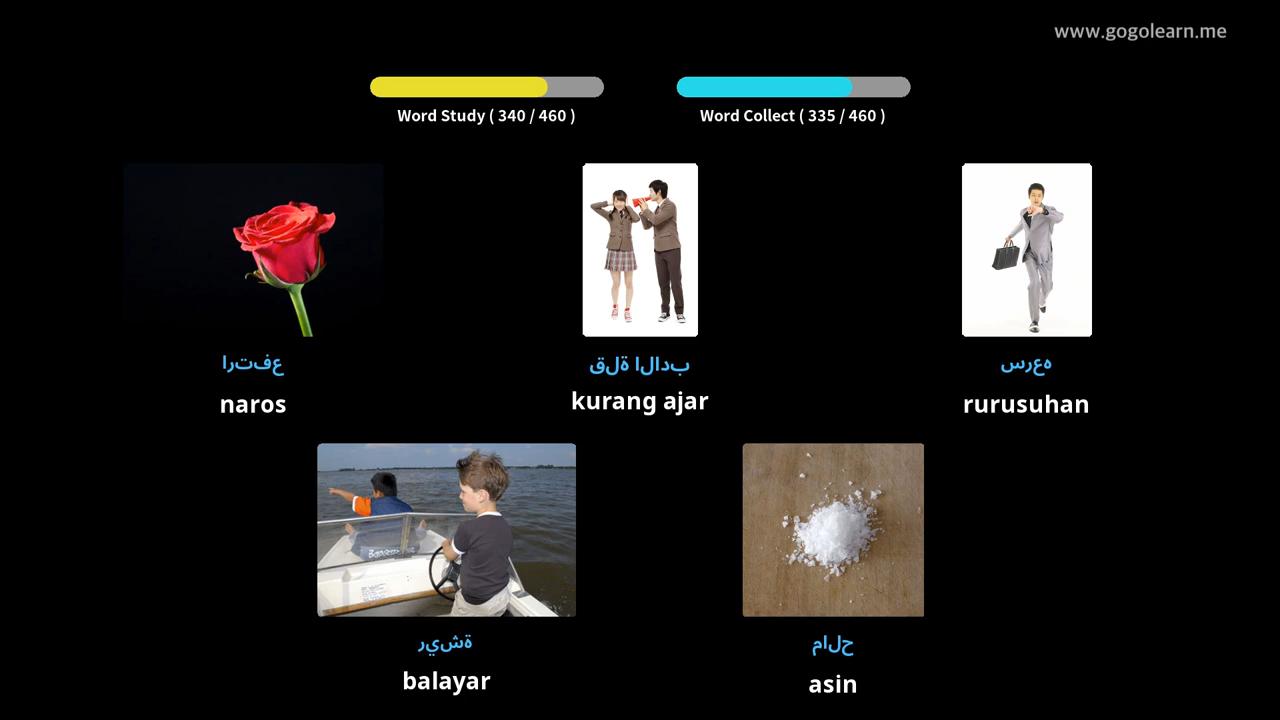 www.gogolearn.me
Word Study ( 340 / 460 )
Word Collect ( 335 / 460 )
ارتفع
naros
قلة الادب
kurang ajar
سرعه
rurusuhan
ريشة
balayar
مالح
asin